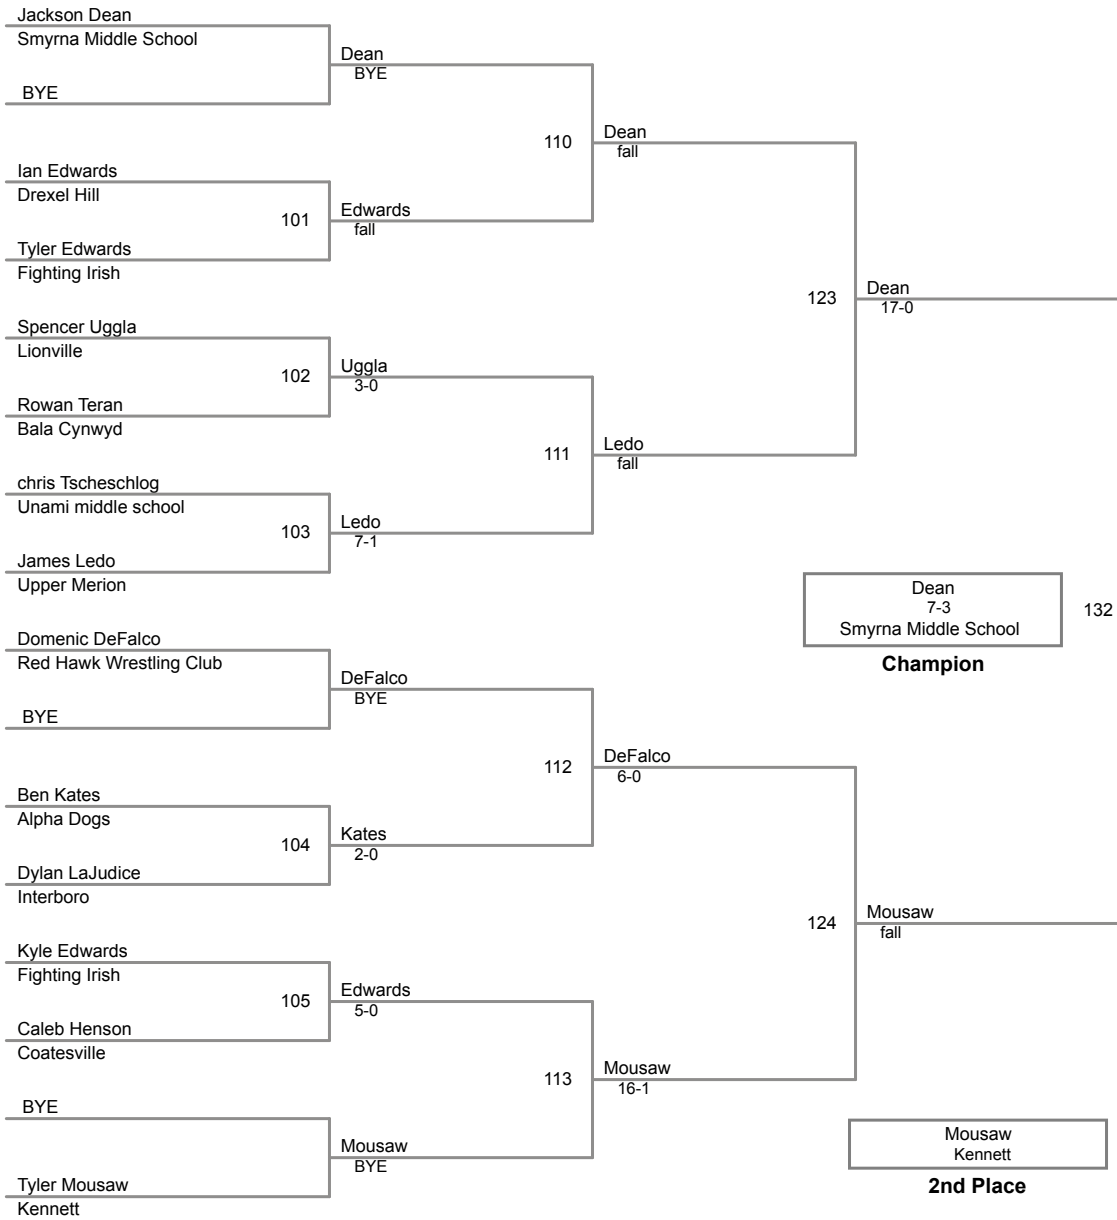 Jackson Dean
Smyrna Middle School
BYE
Ian Edwards
Drexel Hill
101
Tyler Edwards
Fighting Irish
Spencer Uggla
Lionville
102
Rowan Teran
Bala Cynwyd
chris Tscheschlog
Unami middle school
103
James Ledo
Upper Merion
Domenic DeFalco
Red Hawk Wrestling Club
BYE
Ben Kates
Alpha Dogs
104
Dylan LaJudice
Interboro
Kyle Edwards
Fighting Irish
105
Caleb Henson
Coatesville
BYE
Tyler Mousaw
Kennett
Dean
BYE
110
Edwards
fall
Uggla
3-0
111
Ledo
7-1
DeFalco
BYE
112
Kates
2-0
Edwards
5-0
113
Mousaw
BYE
Dean
fall
123
Ledo
fall
DeFalco
6-0
124
Mousaw
16-1
Dean
17-0
Mousaw
fall
Dean
7-3
Smyrna Middle School
132
Champion
Mousaw
Kennett
2nd Place